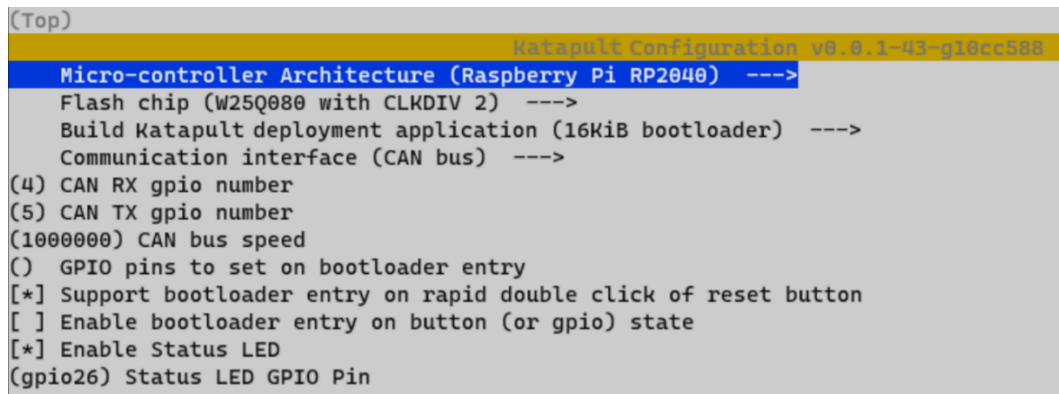 (Top)
Katapult Configuration v0.0.1-43-g10cc588
Micro-controller Architecture (Raspberry Pi RP2040) --->
Flash chip (W25Q080 with CLKDIV 2) --->
Build Katapult deployment application (16KiB bootloader) --->
Communication interface (CAN bus) --->
(4) CAN RX gpio number
(5) CAN TX gpio number
(1000000) CAN bus speed
() GPIO pins to set on bootloader entry
[*] Support bootloader entry on rapid double click of reset button
[ ] Enable bootloader entry on button (or gpio) state
[*] Enable Status LED
(gpio26) Status LED GPIO Pin